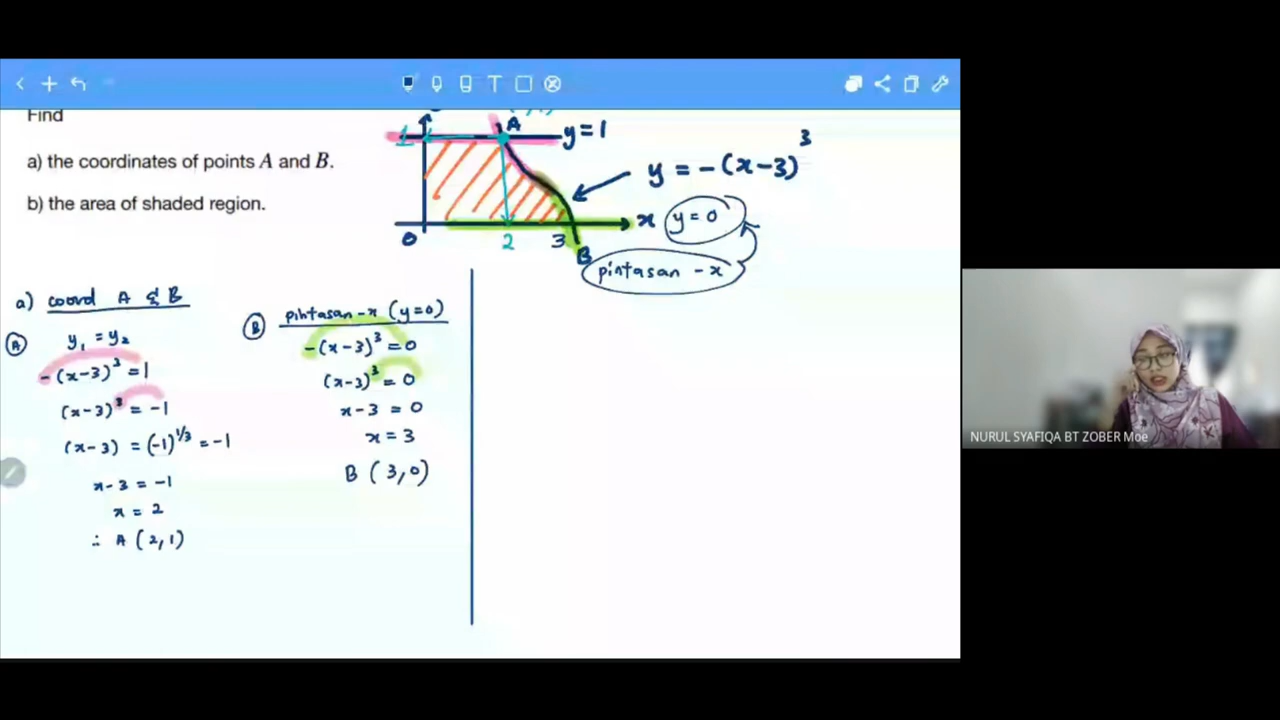 Find
a) the coordinates of points A and B.
b) the area of shaded region.
A
1
y=1
y = -(x-3)³
x
y=0
0
2
3
B
pintasan -x
a) coord A & B
A
y₁ = y₂
-(x-3)³ = 1
(x-3)³ = -1
(x-3) = (-1)^1/3 = -1
x-3 = -1
x = 2
∴ A (2,1)
B
pintasan -x (y=0)
-(x-3)³ = 0
(x-3)³ = 0
x-3 = 0
x = 3
B (3,0)
NURUL SYAFIQA BT ZOBER Moe